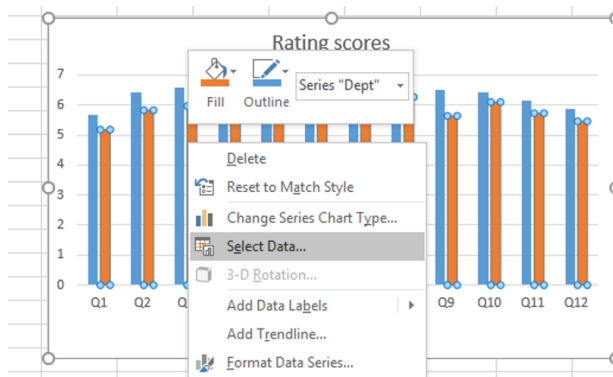 Rating scores
7
6
5
4
3
2
1
0
Fill
Outline
Series "Dept"
Delete
Reset to Match Style
Change Series Chart Type...
Select Data...
3-D Rotation...
Add Data Labels
Add Trendline...
Format Data Series...
Q1 Q2 Q9 Q10 Q11 Q12